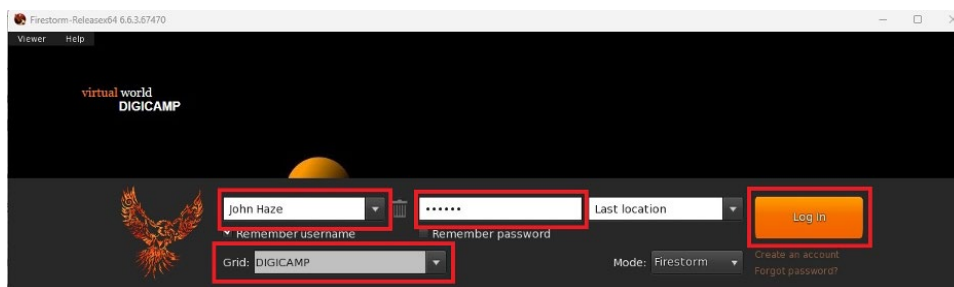 Firestorm-Releasex64 6.6.3.67470
Viewer Help
virtual world
DIGICAMP
John Haze
••••••
Last location
Log In
Remember username
Remember password
Grid: DIGICAMP
Mode: Firestorm
Create an account
Forgot password?